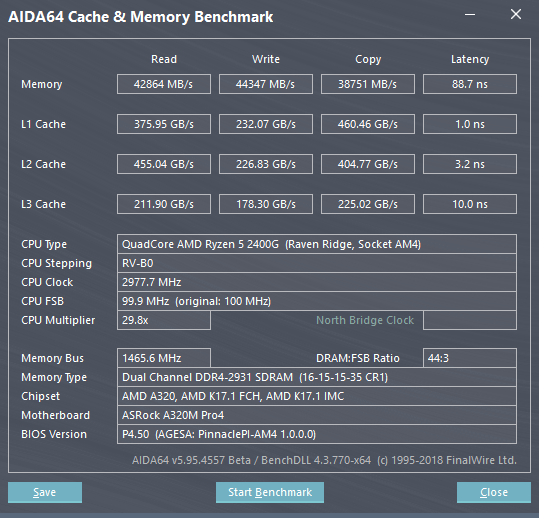 AIDA64 Cache & Memory Benchmark
Read Write Copy Latency
Memory 42864 MB/s 44347 MB/s 38751 MB/s 88.7 ns
L1 Cache 375.95 GB/s 232.07 GB/s 460.46 GB/s 1.0 ns
L2 Cache 455.04 GB/s 226.83 GB/s 404.77 GB/s 3.2 ns
L3 Cache 211.90 GB/s 178.30 GB/s 225.02 GB/s 10.0 ns
CPU Type QuadCore AMD Ryzen 5 2400G (Raven Ridge, Socket AM4)
CPU Stepping RV-B0
CPU Clock 2977.7 MHz
CPU FSB 99.9 MHz (original: 100 MHz)
CPU Multiplier 29.8x North Bridge Clock
Memory Bus 1465.6 MHz DRAM:FSB Ratio 44:3
Memory Type Dual Channel DDR4-2931 SDRAM (16-15-15-35 CR1)
Chipset AMD A320, AMD K17.1 FCH, AMD K17.1 IMC
Motherboard ASRock A320M Pro4
BIOS Version P4.50 (AGESA: PinnaclePI-AM4 1.0.0.0)
AIDA64 v5.95.4557 Beta / BenchDLL 4.3.770-x64 (c) 1995-2018 FinalWire Ltd.
Save Start Benchmark Close